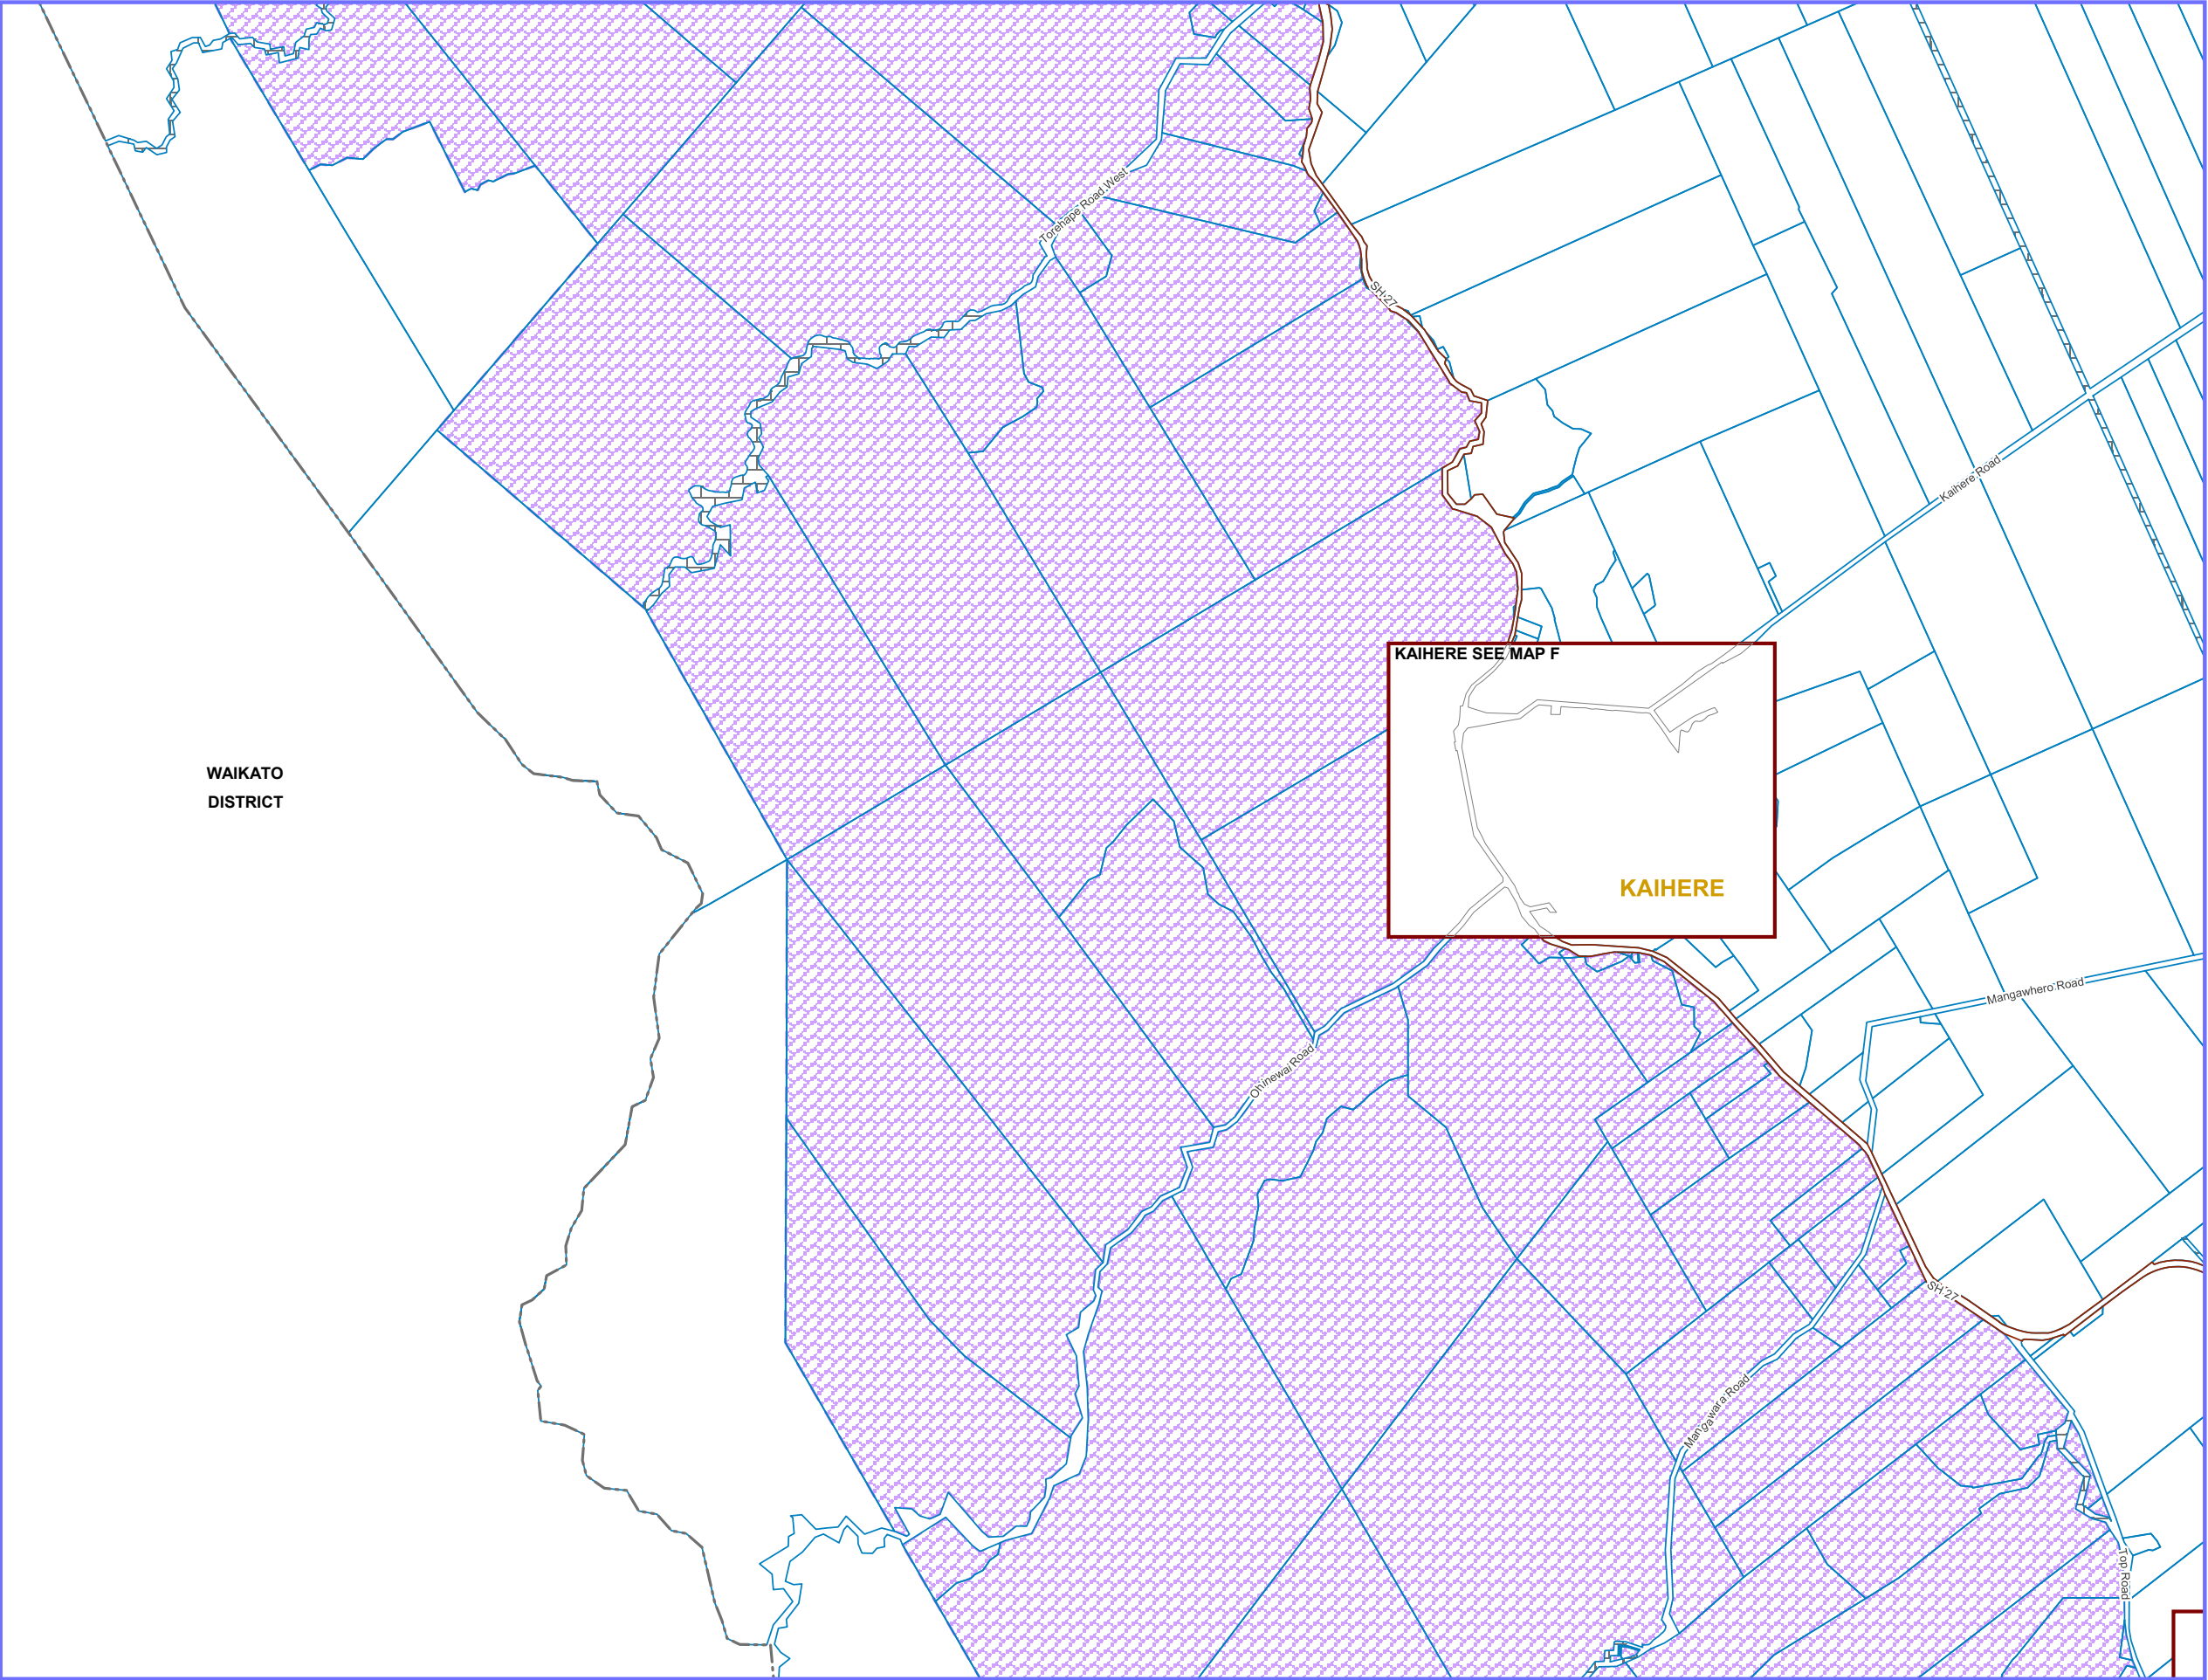 Torehape Road West
SH 27
Kaihere Road
KAIHERE SEE MAP F
WAIKATO
DISTRICT
KAIHERE
Mangawhero Road
Ohinewai Road
SH 27
Mangawara Road
Top Road